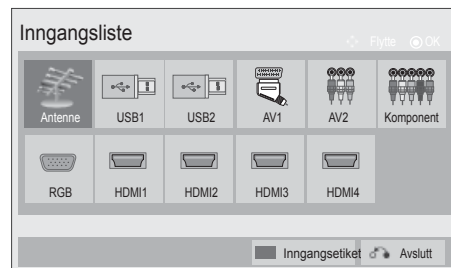 Inngangsliste
Flytte OK
Antenne USB1 USB2 AV1 AV2 Komponent
RGB HDMI1 HDMI2 HDMI3 HDMI4
Inngangsetiket Avslutt